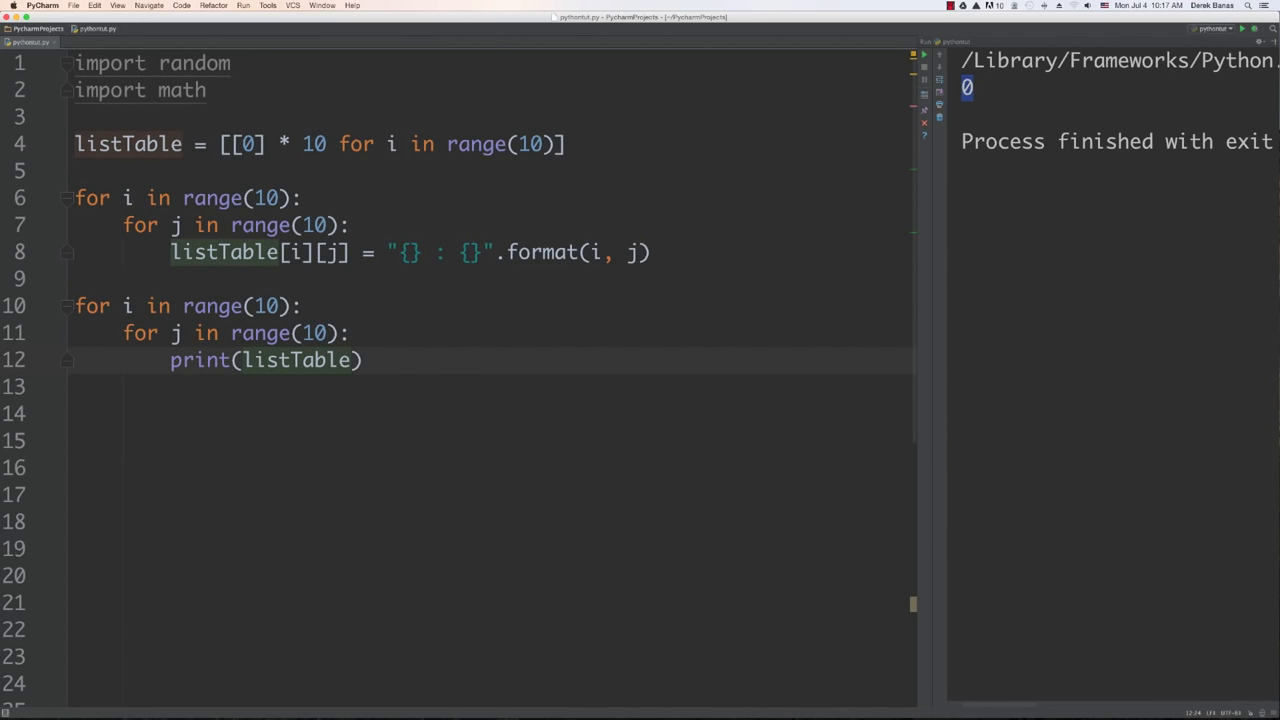 PyCharm File Edit View Navigate Code Refactor Run Tools VCS Window Help 10 Mon Jul 4 10:17 AM Derek Banas
pythontut.py - PycharmProjects - [~/PycharmProjects]
PycharmProjects pythontut.py pythontut
pythontut.py Run pythontut
1 import random
2 import math
3
4 listTable = [[0] * 10 for i in range(10)]
5
6 for i in range(10):
7 for j in range(10):
8 listTable[i][j] = "{} : {}".format(i, j)
9
10 for i in range(10):
11 for j in range(10):
12 print(listTable)
13
14
15
16
17
18
19
20
21
22
23
24
25
/Library/Frameworks/Python.
0
Process finished with exit
12:24 LF‡ UTF-8‡